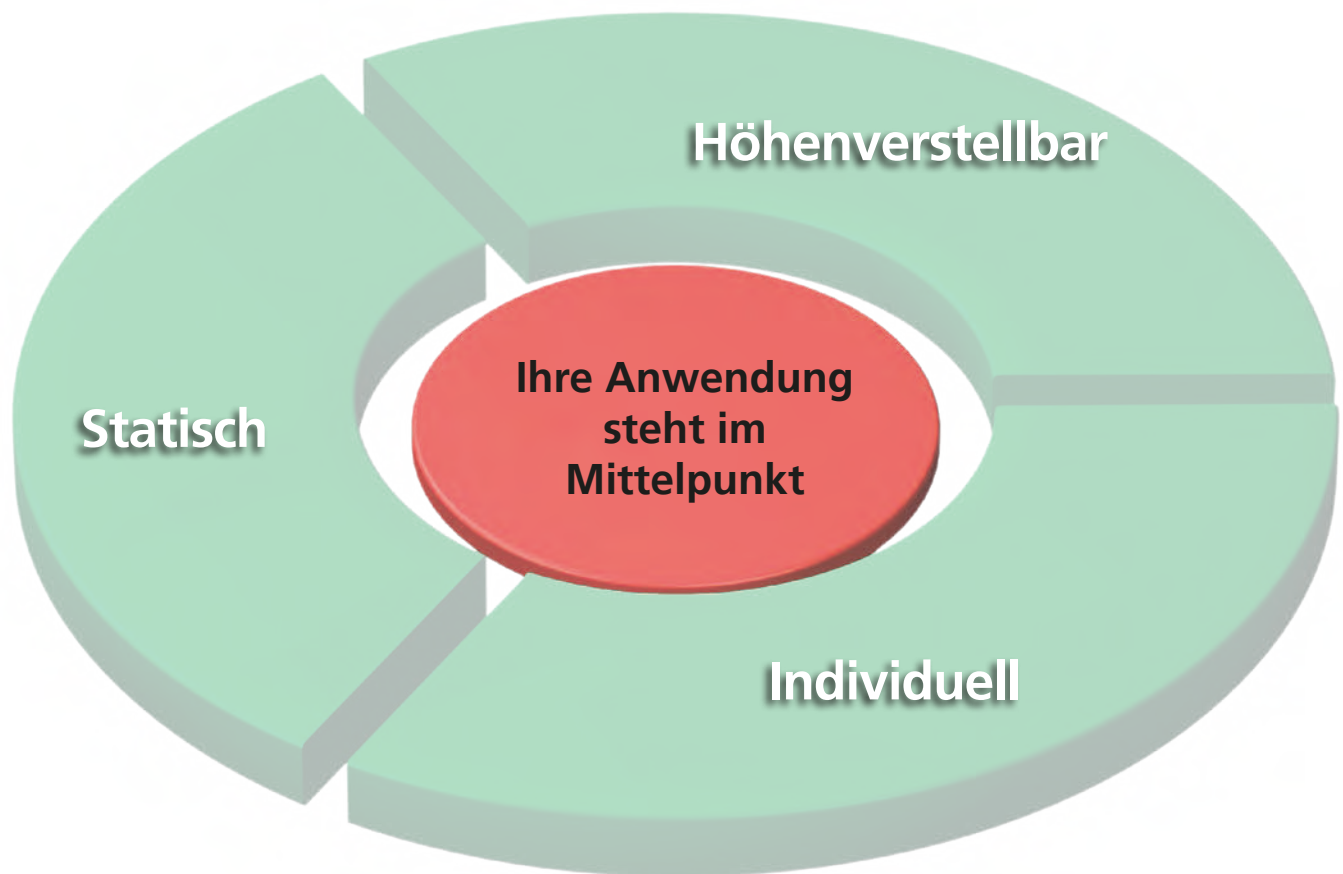 Höhenverstellbar
Ihre Anwendung
steht im
Mittelpunkt
Statisch
Individuell